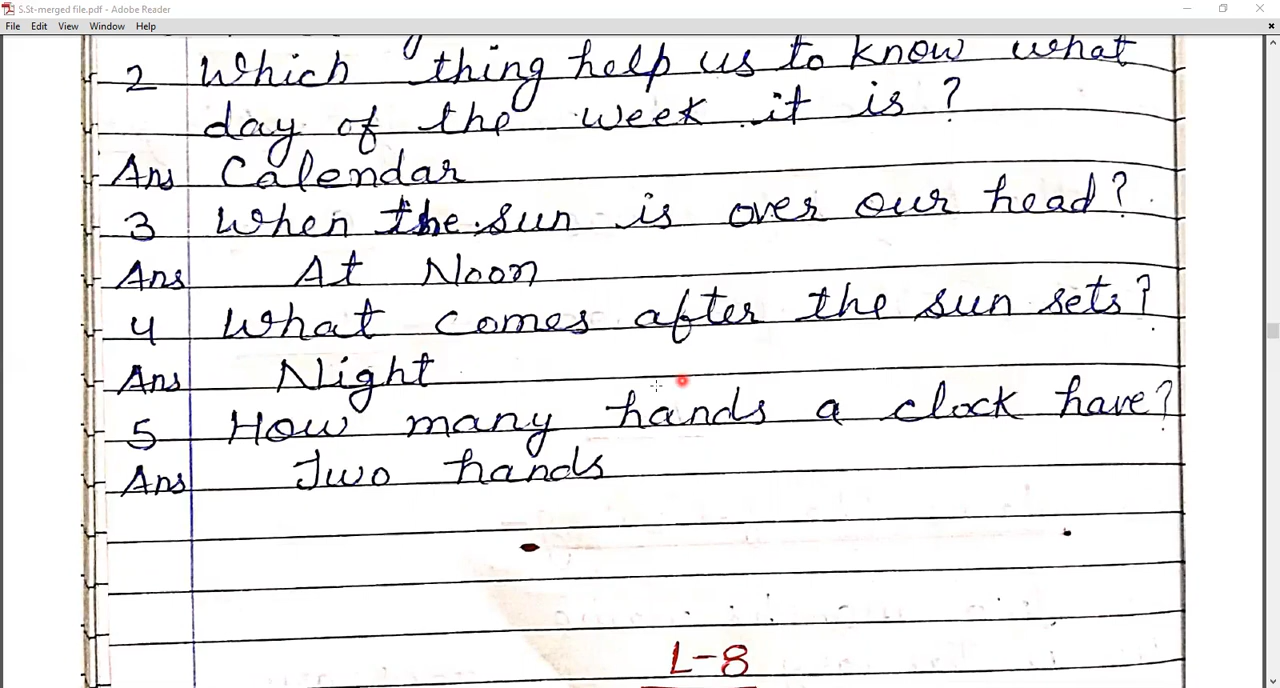 S.St-merged file.pdf - Adobe Reader
File Edit View Window Help
2 Which thing help us to know what
day of the week it is ?
Ans Calendar
3 When the sun is over our head?
Ans At Noon
4 What comes after the sun sets?
Ans Night
5 How many hands a clock have?
Ans Two hands
L-8